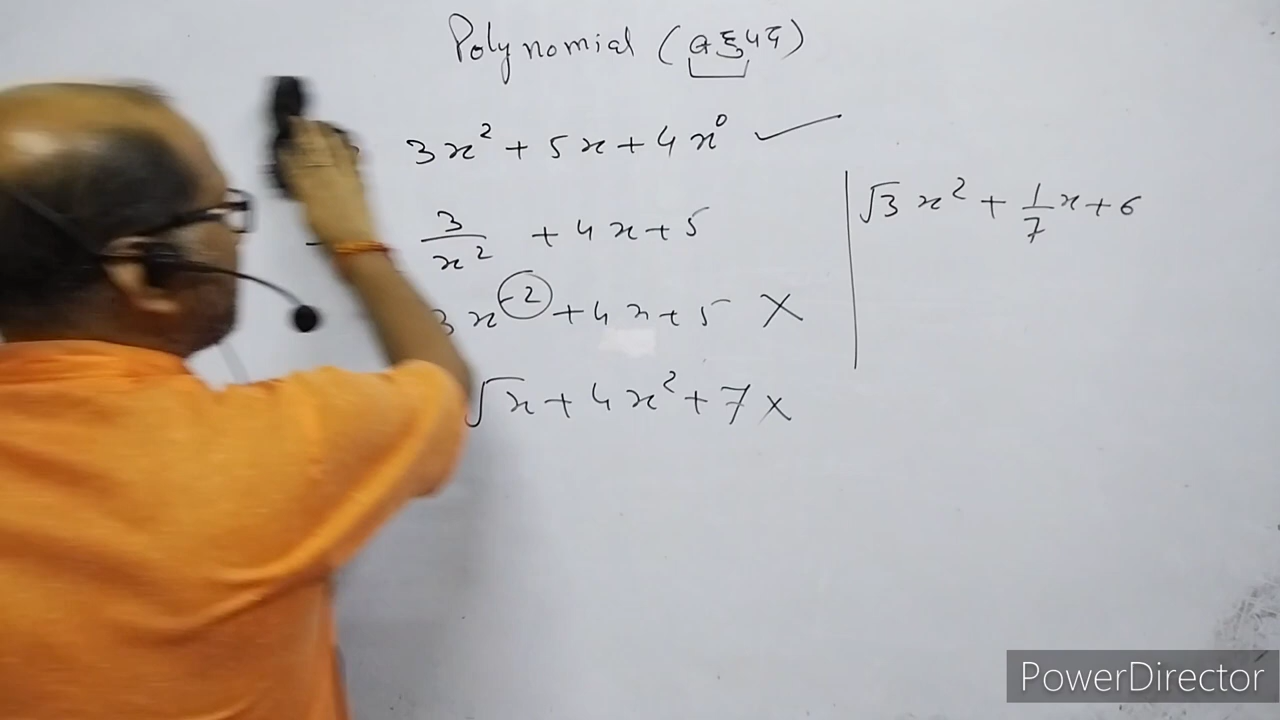 Polynomial (बहुपद)
3x² + 5x + 4x⁰ ✓
3/x² + 4x + 5
3x⁻² + 4x + 5 ✗
√x + 4x² + 7 ✗
√3 x² + 1/7 x + 6
PowerDirector